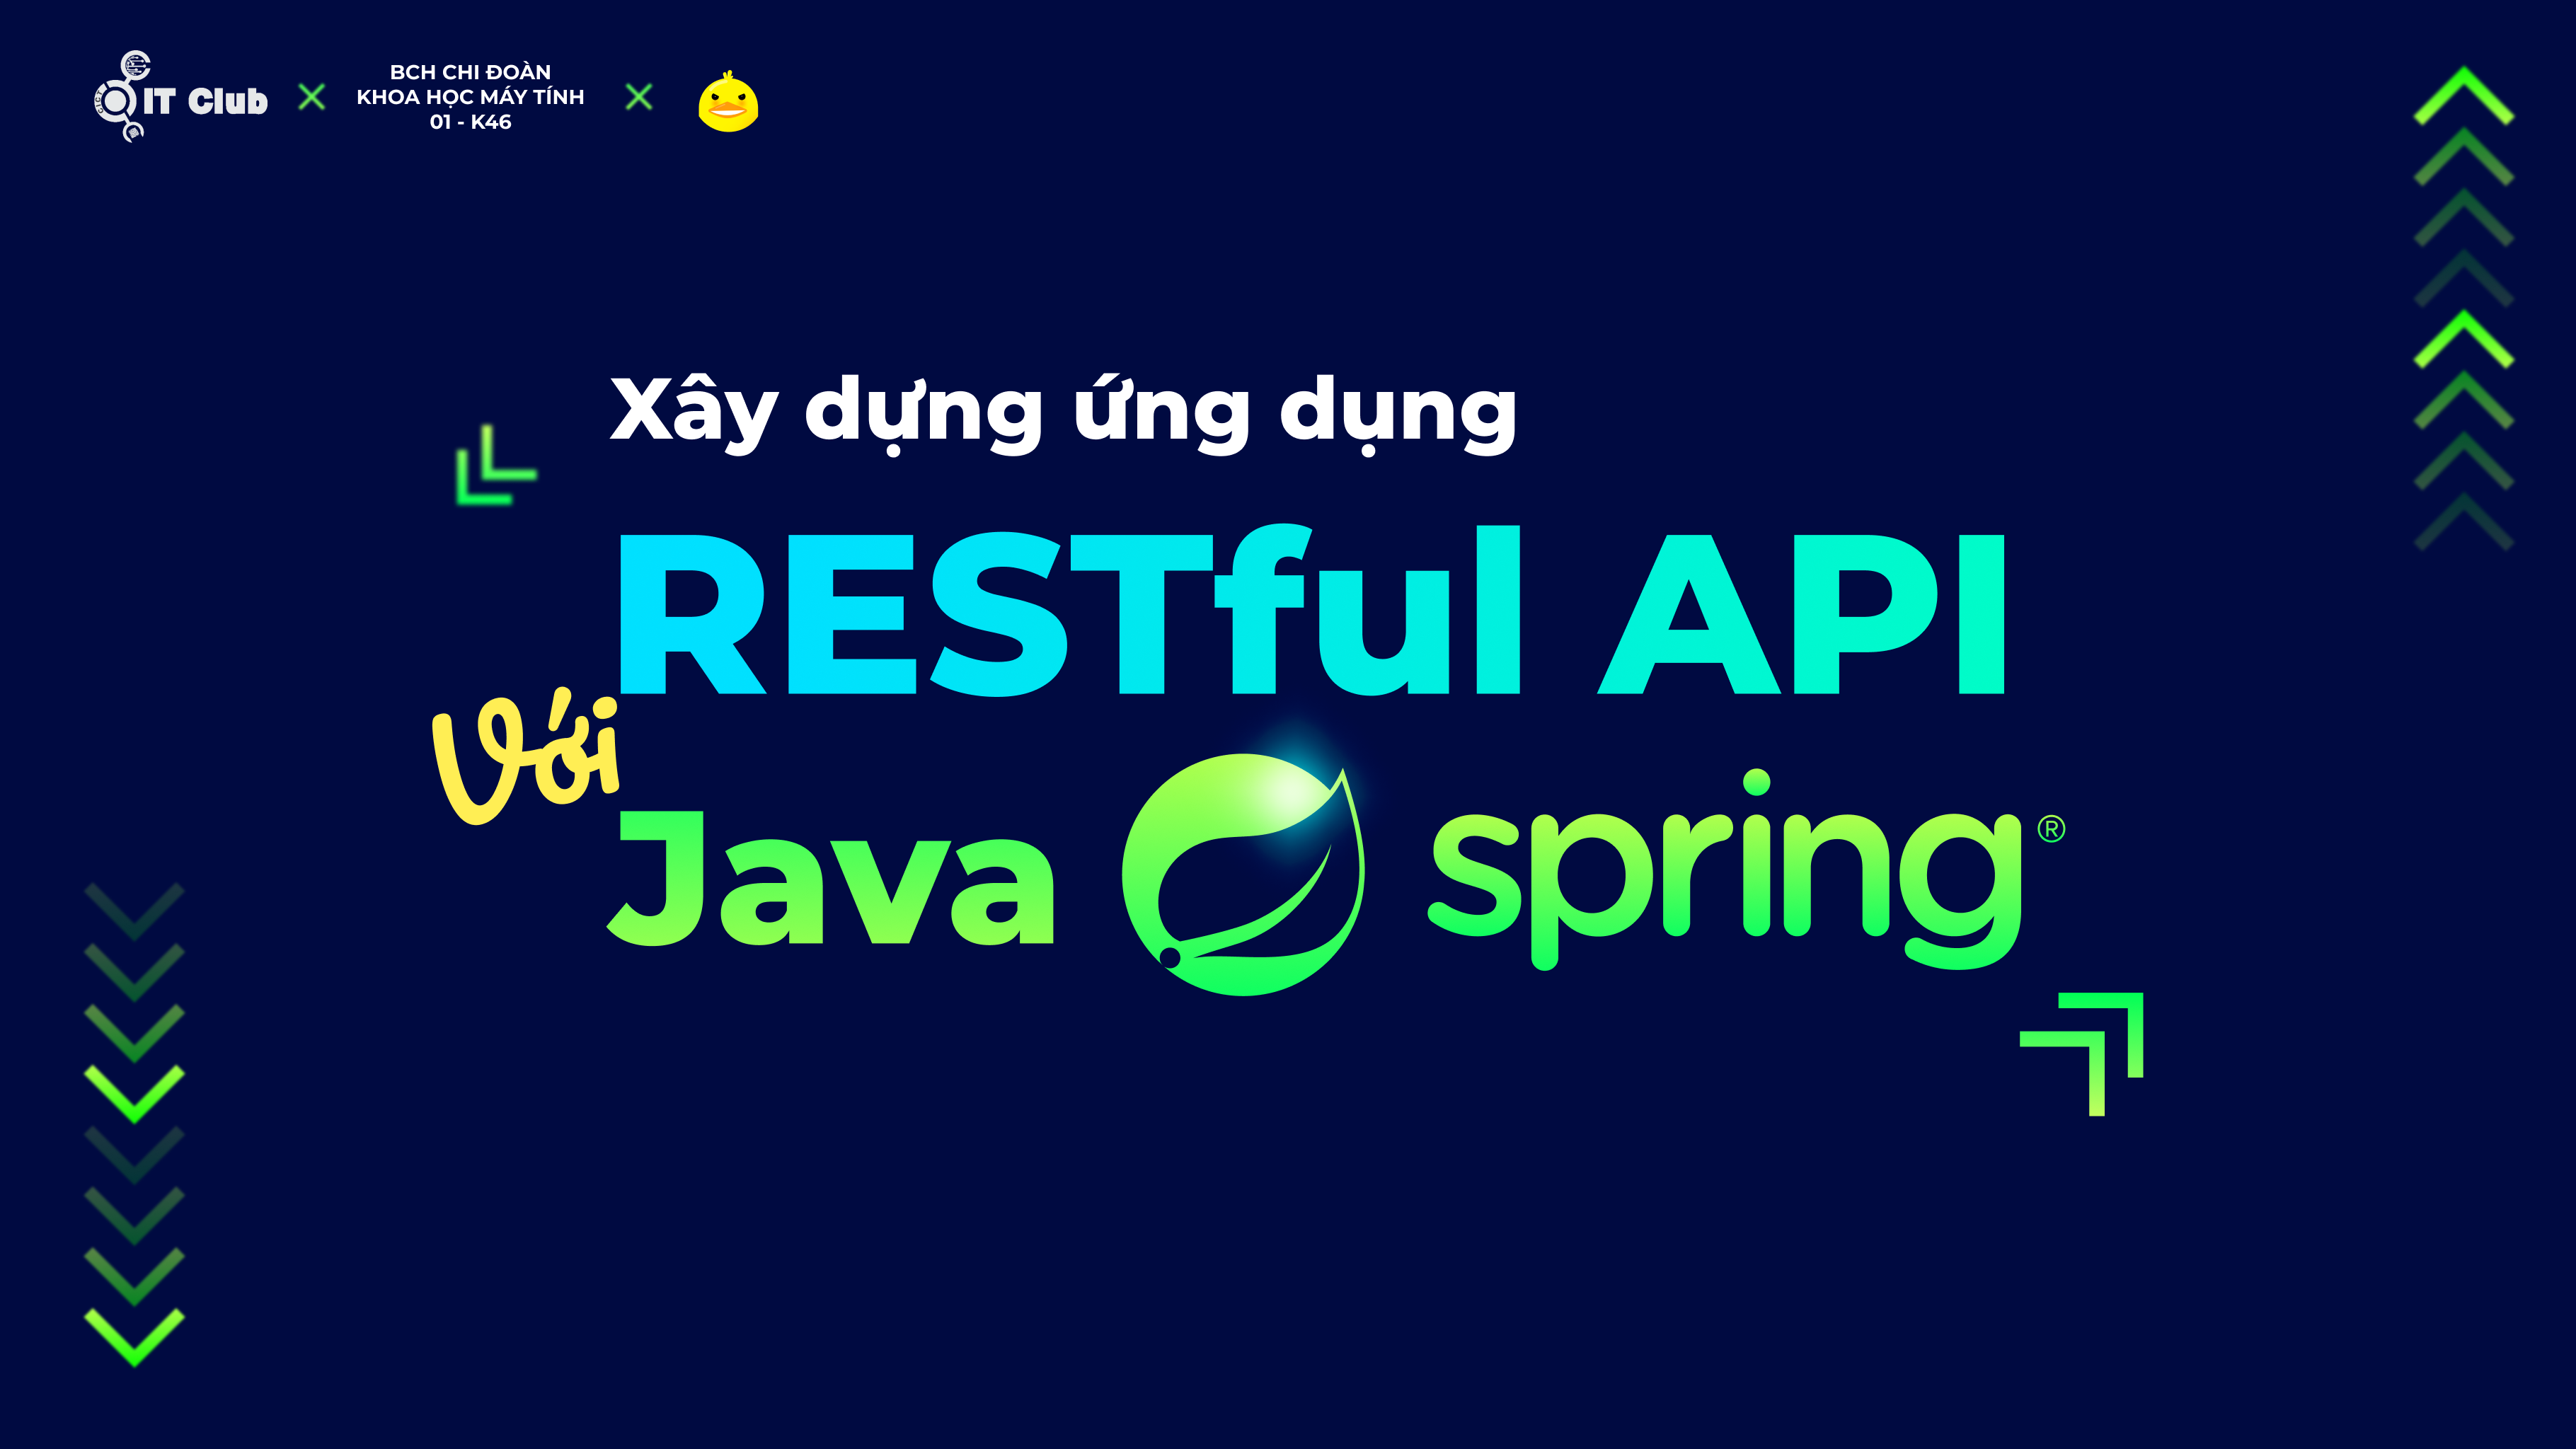 IT Club
BCH CHI ĐOÀN
KHOA HỌC MÁY TÍNH
01 - K46
Xây dựng ứng dụng
RESTful API
Với
Java spring®